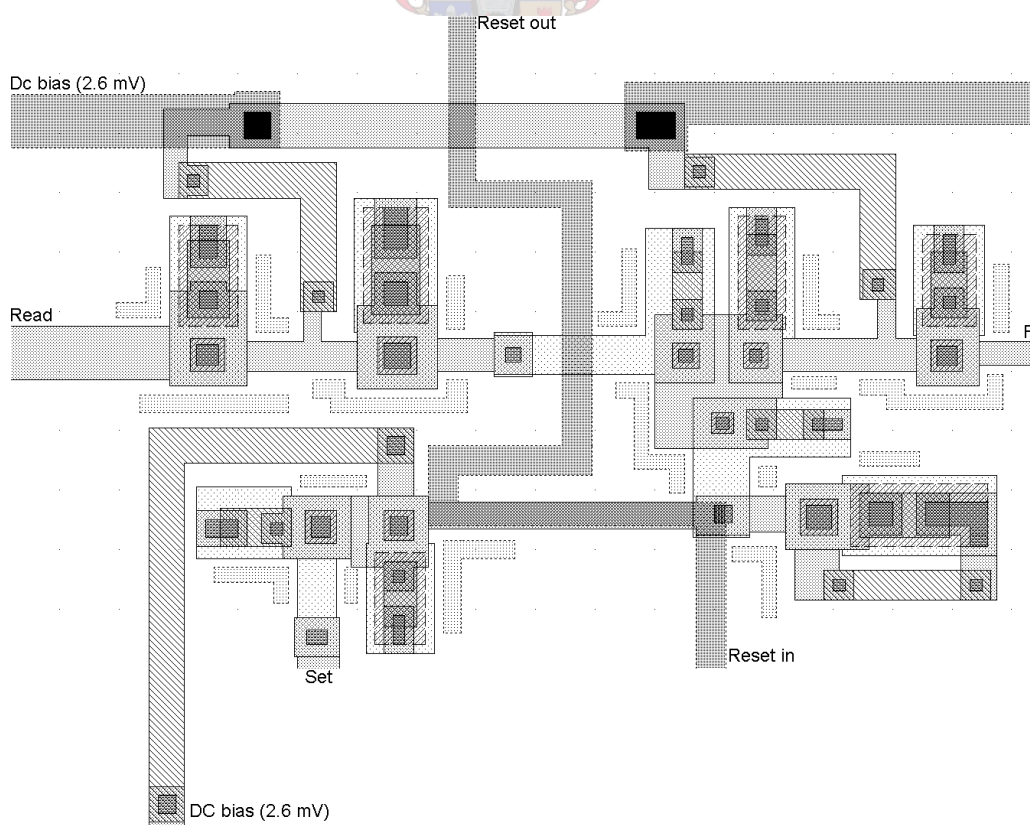 Reset out
Dc bias (2.6 mV)
Read
Reset in
Set
DC bias (2.6 mV)